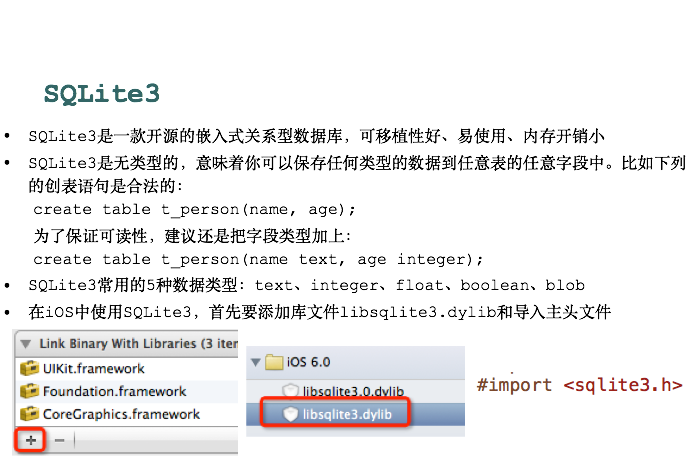 SQLite3
• SQLite3是一款开源的嵌入式关系型数据库，可移植性好、易使用、内存开销小
• SQLite3是无类型的，意味着你可以保存任何类型的数据到任意表的任意字段中。比如下列
的创表语句是合法的：
create table t_person(name, age);
为了保证可读性，建议还是把字段类型加上：
create table t_person(name text, age integer);
• SQLite3常用的5种数据类型：text、integer、float、boolean、blob
• 在iOS中使用SQLite3，首先要添加库文件libsqlite3.dylib和导入主头文件
Link Binary With Libraries (3 iter
UIKit.framework
Foundation.framework
CoreGraphics.framework
iOS 6.0
libsqlite3.0.dylib
libsqlite3.dylib
#import <sqlite3.h>